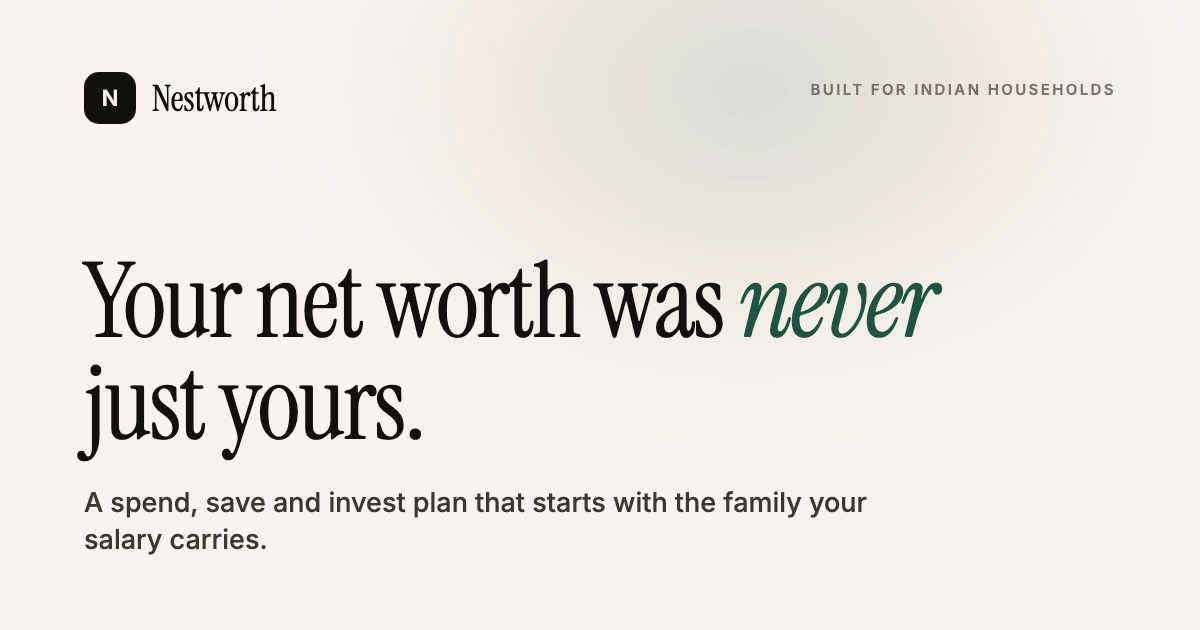 N
Nestworth
BUILT FOR INDIAN HOUSEHOLDS
Your net worth was never
just yours.
A spend, save and invest plan that starts with the family your
salary carries.